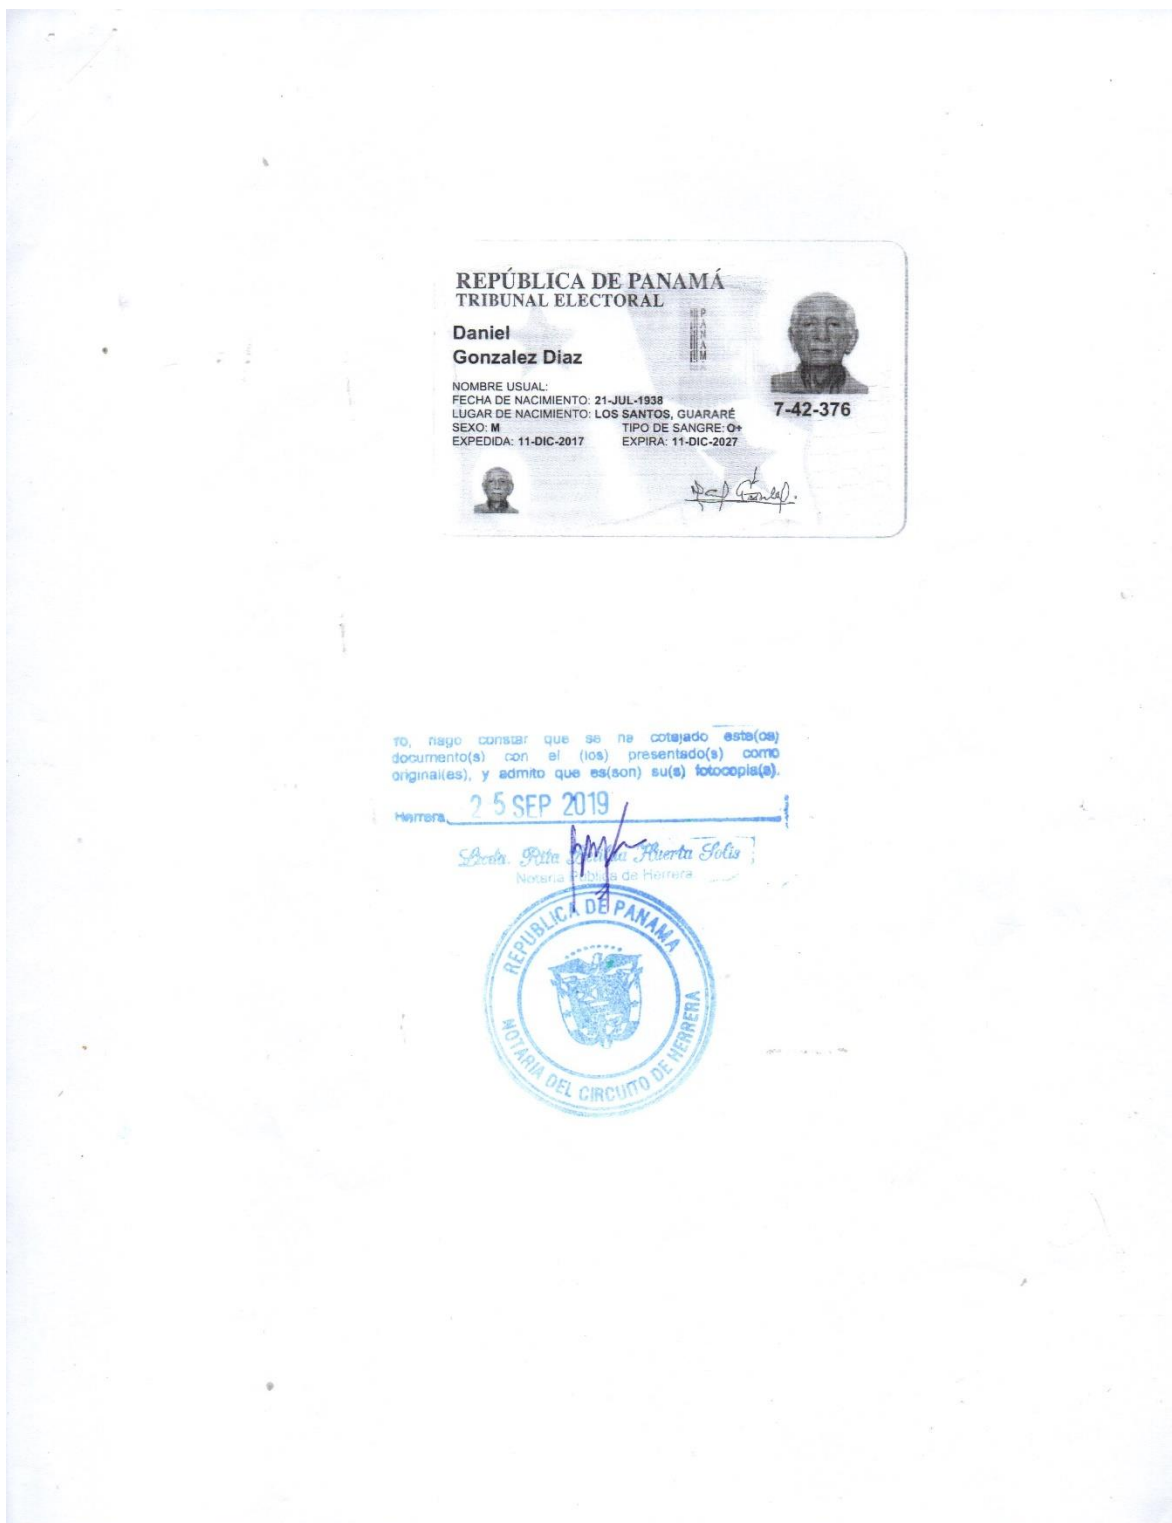 REPÚBLICA DE PANAMÁ
TRIBUNAL ELECTORAL
Daniel
Gonzalez Diaz
PANAMÁ
NOMBRE USUAL:
FECHA DE NACIMIENTO: 21-JUL-1938
LUGAR DE NACIMIENTO: LOS SANTOS, GUARARÉ
SEXO: M TIPO DE SANGRE: O+
EXPEDIDA: 11-DIC-2017 EXPIRA: 11-DIC-2027
7-42-376
Yo, hago constar que se ha cotejado este(os)
documento(s) con el (los) presentado(s) como
original(es), y admito que es(son) su(s) fotocopia(s).
Herrera, 25 SEP 2019
Licda. Rita Huerta Solis
Notaria Pública de Herrera
REPUBLICA DE PANAMA
NOTARIA DEL CIRCUITO DE HERRERA